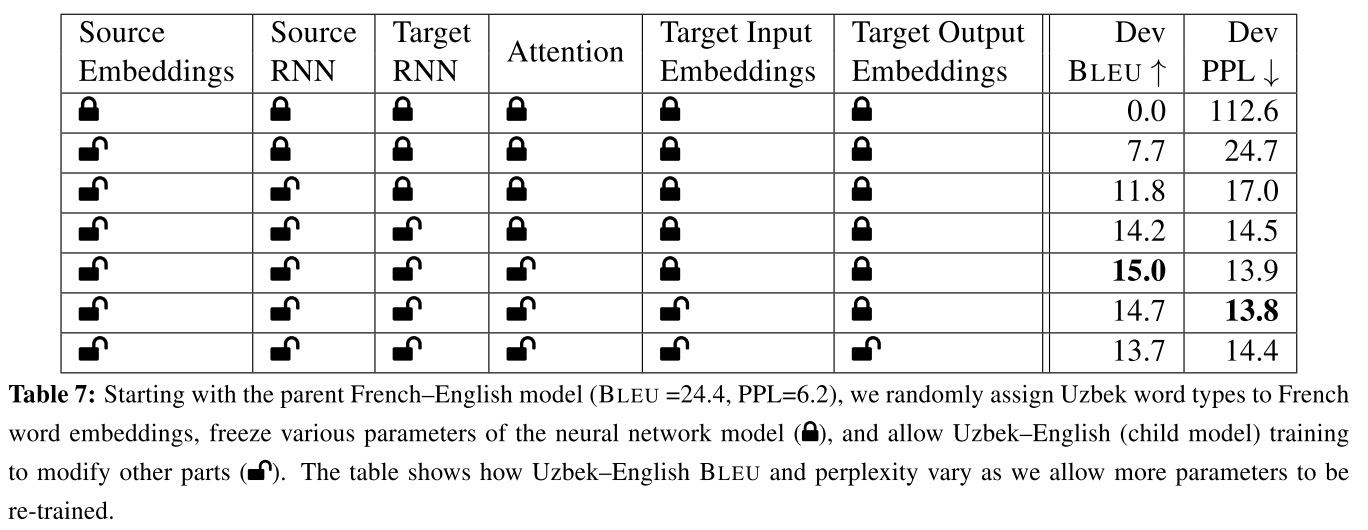 Source Embeddings Source RNN Target RNN Attention Target Input Embeddings Target Output Embeddings Dev BLEU ↑ Dev PPL ↓
🔒 🔒 🔒 🔒 🔒 🔒 0.0 112.6
🔓 🔒 🔒 🔒 🔒 🔒 7.7 24.7
🔓 🔓 🔒 🔒 🔒 🔒 11.8 17.0
🔓 🔓 🔓 🔒 🔒 🔒 14.2 14.5
🔓 🔓 🔓 🔓 🔒 🔒 15.0 13.9
🔓 🔓 🔓 🔓 🔓 🔒 14.7 13.8
🔓 🔓 🔓 🔓 🔓 🔓 13.7 14.4
Table 7: Starting with the parent French–English model (BLEU =24.4, PPL=6.2), we randomly assign Uzbek word types to French
word embeddings, freeze various parameters of the neural network model (🔒), and allow Uzbek–English (child model) training
to modify other parts (🔓). The table shows how Uzbek–English BLEU and perplexity vary as we allow more parameters to be
re-trained.